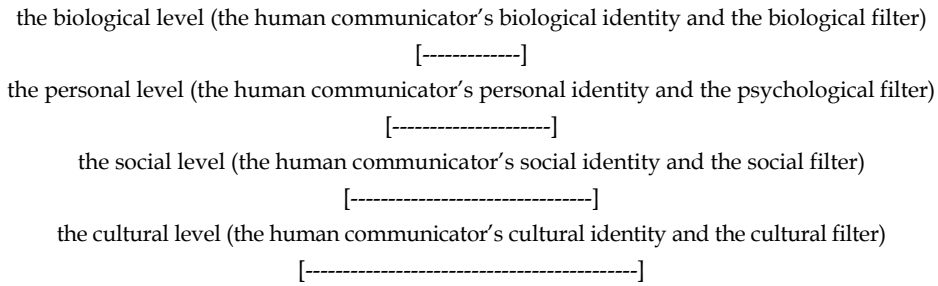 the biological level (the human communicator’s biological identity and the biological filter)
[-------------]
the personal level (the human communicator’s personal identity and the psychological filter)
[---------------------]
the social level (the human communicator’s social identity and the social filter)
[--------------------------------]
the cultural level (the human communicator’s cultural identity and the cultural filter)
[--------------------------------------------]